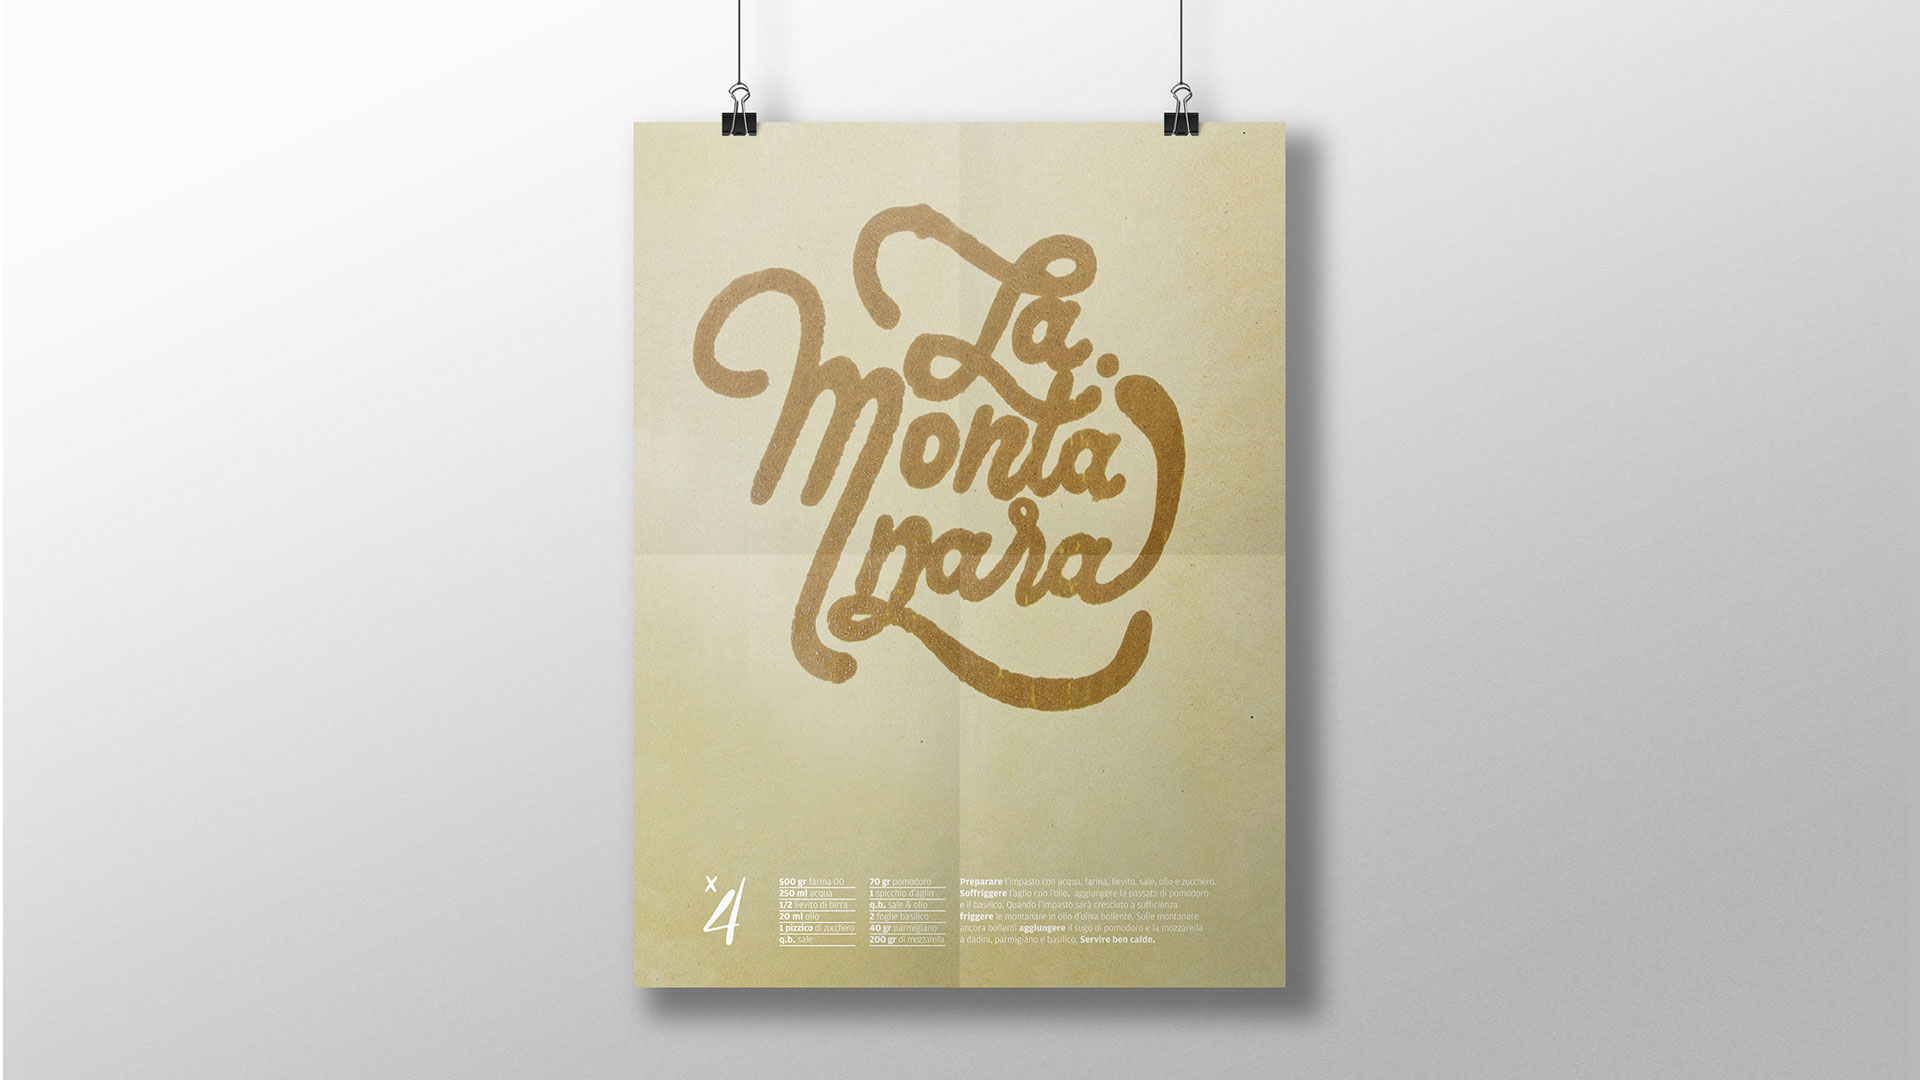 La
Monta
nara
x4
500 gr farina 00
250 ml acqua
1/2 lievito di birra
20 ml olio
1 pizzico di zucchero
q.b. sale
70 gr pomodoro
1 spicchio d'aglio
q.b. sale & olio
2 foglie basilico
40 gr parmigiano
200 gr di mozzarella
Preparare l'impasto con acqua, farina, lievito, sale, olio e zucchero.
Soffriggere l'aglio con l'olio, aggiungere la passata di pomodoro
e il basilico. Quando l'impasto sarà cresciuto a sufficienza
friggere le montanare in olio d'oliva bollente. Sulle montanare
ancora bollenti aggiungere il sugo di pomodoro e la mozzarella
a dadini, parmigiano e basilico. Servire ben calde.